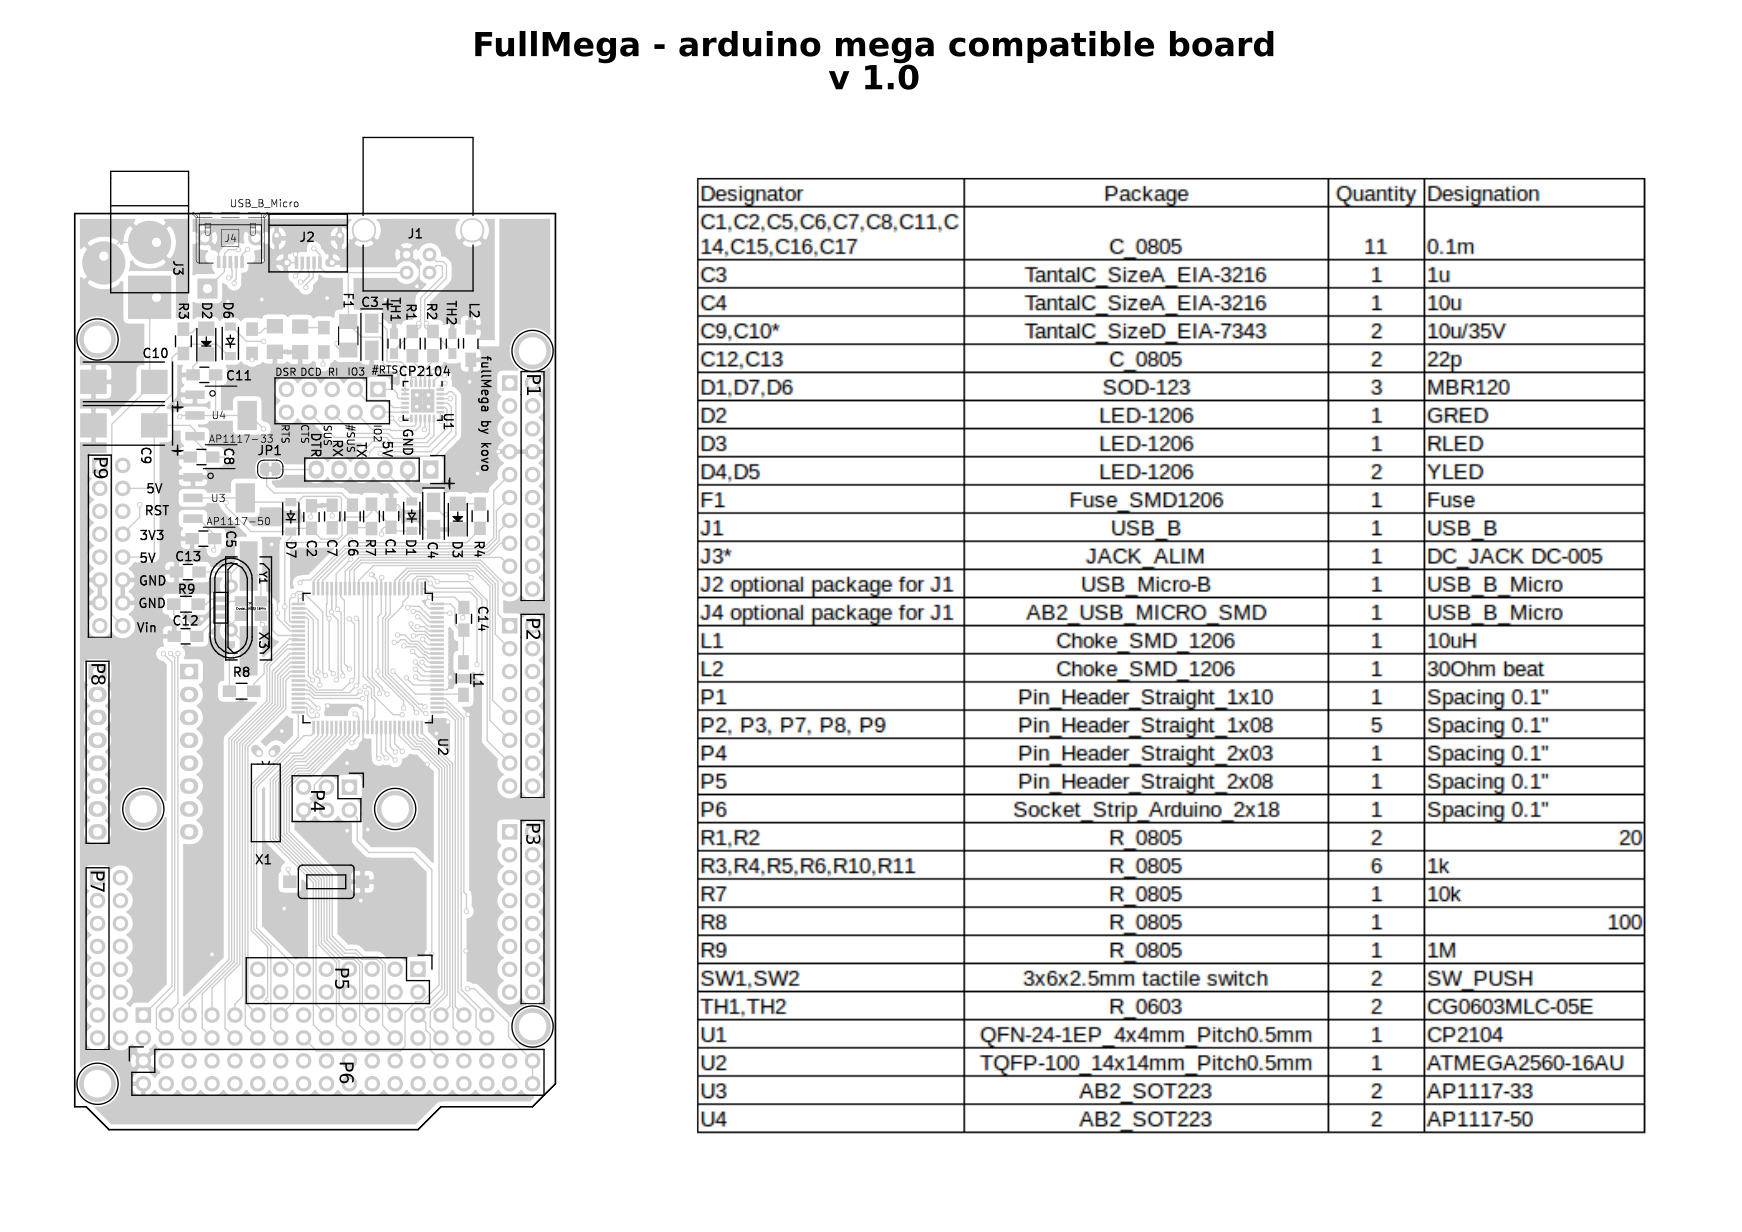 FullMega - arduino mega compatible board
v 1.0
USB_B_Micro
J4
J2
J1
J3
R3
D2
D6
F1
C3
+
TH1
R1
R2
TH2
L2
C10
C11
DSR DCD RI IO3 #RTS CP2104
fullMega by kovo
P1
+
U4
U1
AP1117-33
RTS
CTS
DTR
SUS
RX
#SUS
TX
IO2
5V
GND
JP1
+
C9
C8
P9
+
5V
U3
RST
AP1117-50
3V3
C5
D7
C2
C7
C6
R7
C1
D1
C4
D3
R4
5V
C13
GND
Y1
R9
GND
C12
Vin
X3
C14
P2
P8
R8
L1
U2
P4
X1
P3
P7
P5
P6
Designator Package Quantity Designation
C1,C2,C5,C6,C7,C8,C11,C
14,C15,C16,C17 C_0805 11 0.1m
C3 TantalC_SizeA_EIA-3216 1 1u
C4 TantalC_SizeA_EIA-3216 1 10u
C9,C10* TantalC_SizeD_EIA-7343 2 10u/35V
C12,C13 C_0805 2 22p
D1,D7,D6 SOD-123 3 MBR120
D2 LED-1206 1 GRED
D3 LED-1206 1 RLED
D4,D5 LED-1206 2 YLED
F1 Fuse_SMD1206 1 Fuse
J1 USB_B 1 USB_B
J3* JACK_ALIM 1 DC_JACK DC-005
J2 optional package for J1 USB_Micro-B 1 USB_B_Micro
J4 optional package for J1 AB2_USB_MICRO_SMD 1 USB_B_Micro
L1 Choke_SMD_1206 1 10uH
L2 Choke_SMD_1206 1 30Ohm beat
P1 Pin_Header_Straight_1x10 1 Spacing 0.1"
P2, P3, P7, P8, P9 Pin_Header_Straight_1x08 5 Spacing 0.1"
P4 Pin_Header_Straight_2x03 1 Spacing 0.1"
P5 Pin_Header_Straight_2x08 1 Spacing 0.1"
P6 Socket_Strip_Arduino_2x18 1 Spacing 0.1"
R1,R2 R_0805 2 20
R3,R4,R5,R6,R10,R11 R_0805 6 1k
R7 R_0805 1 10k
R8 R_0805 1 100
R9 R_0805 1 1M
SW1,SW2 3x6x2.5mm tactile switch 2 SW_PUSH
TH1,TH2 R_0603 2 CG0603MLC-05E
U1 QFN-24-1EP_4x4mm_Pitch0.5mm 1 CP2104
U2 TQFP-100_14x14mm_Pitch0.5mm 1 ATMEGA2560-16AU
U3 AB2_SOT223 2 AP1117-33
U4 AB2_SOT223 2 AP1117-50